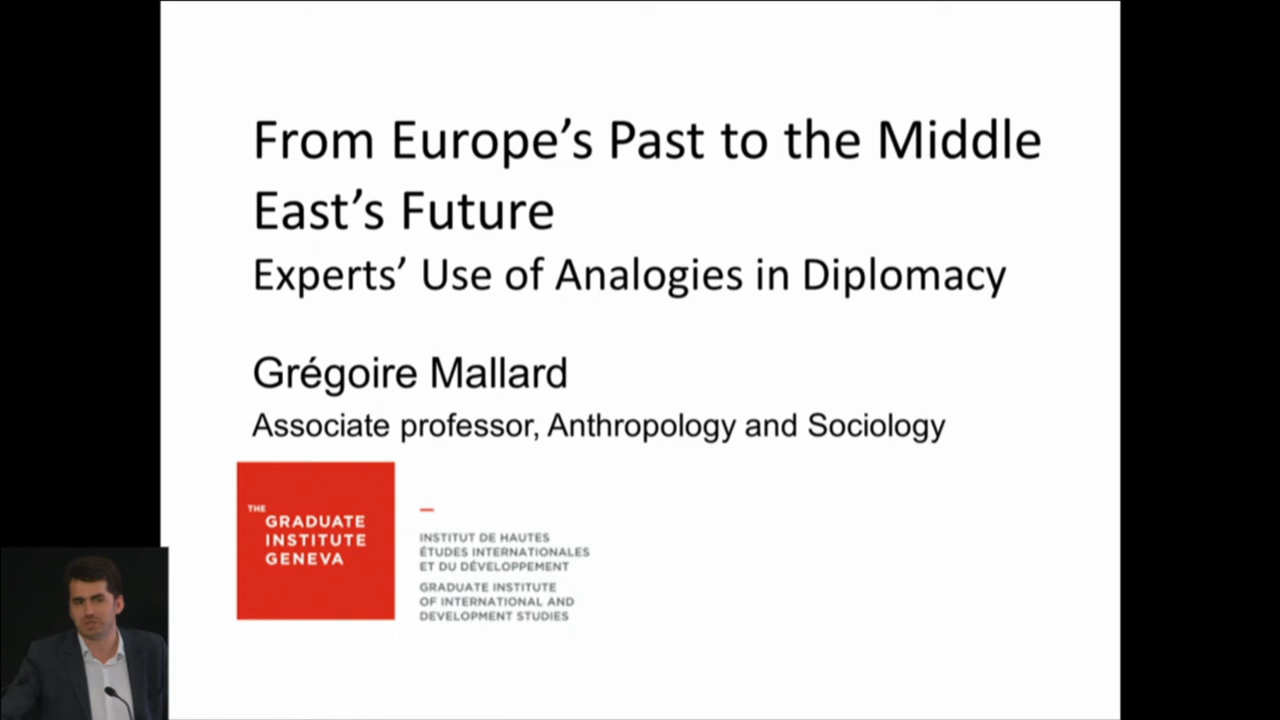 From Europe’s Past to the Middle
East’s Future
Experts’ Use of Analogies in Diplomacy
Grégoire Mallard
Associate professor, Anthropology and Sociology
THE
GRADUATE
INSTITUTE
GENEVA
INSTITUT DE HAUTES
ÉTUDES INTERNATIONALES
ET DU DÉVELOPPEMENT
GRADUATE INSTITUTE
OF INTERNATIONAL AND
DEVELOPMENT STUDIES